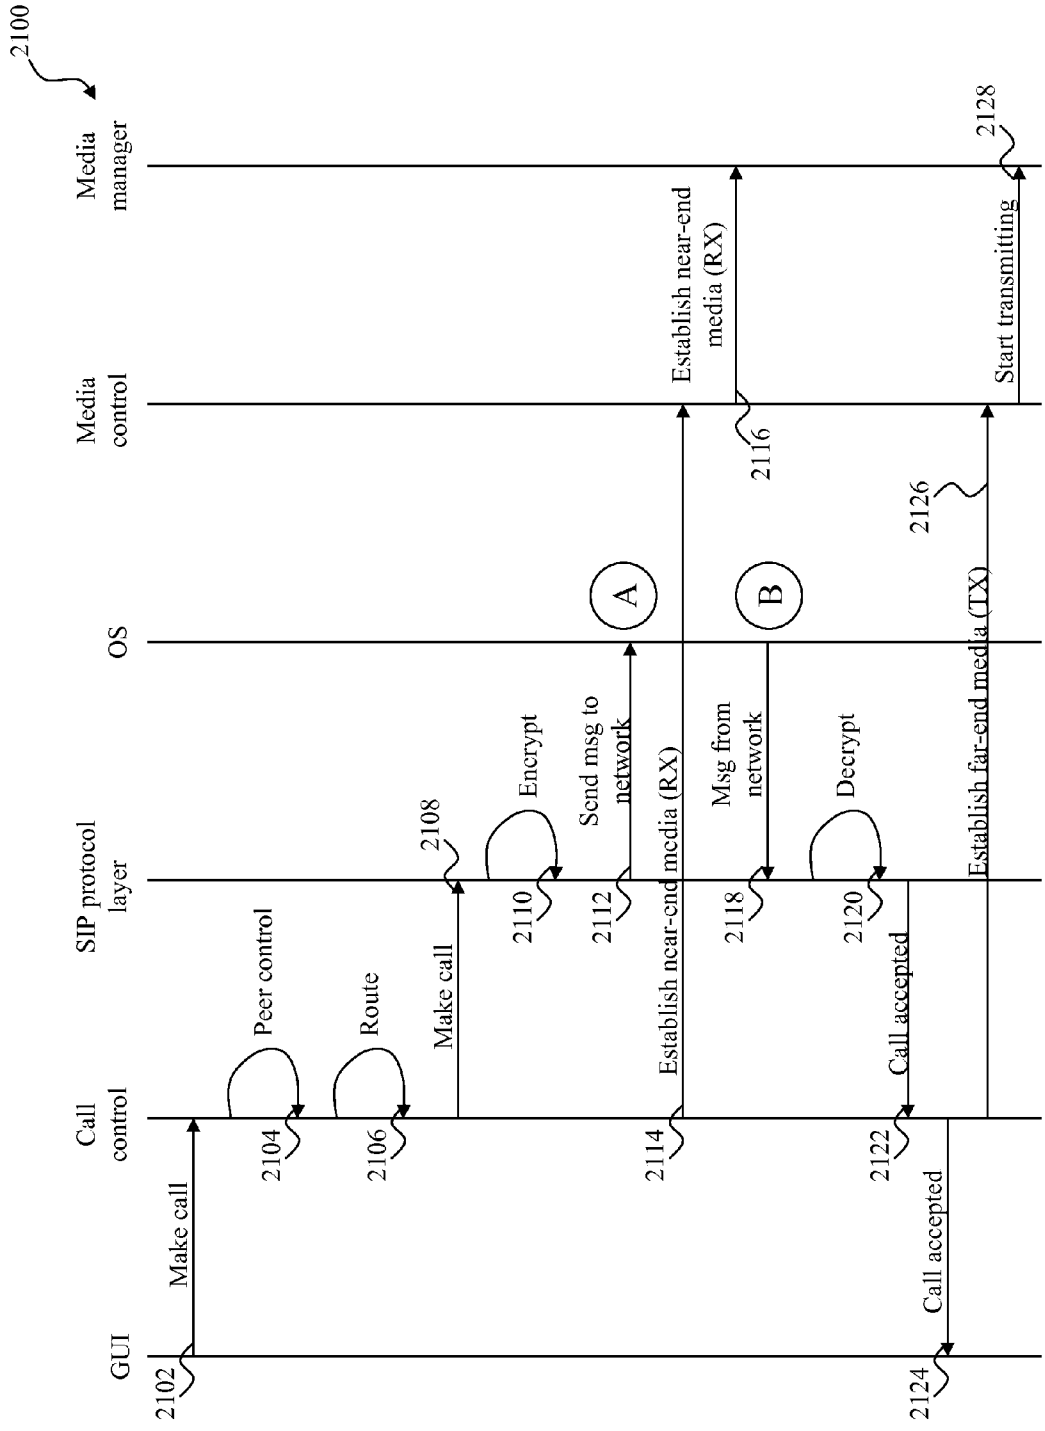 2100
GUI
Call
control
SIP protocol
layer
OS
Media
control
Media
manager
2102
Make call
2104
Peer control
2106
Route
Make call
2108
2110
Encrypt
2112
Send msg to
network
A
2114
Establish near-end media (RX)
Establish near-end
media (RX)
2116
2118
Msg from
network
B
2120
Decrypt
2122
Call accepted
2124
Call accepted
Establish far-end media (TX)
2126
Start transmitting
2128